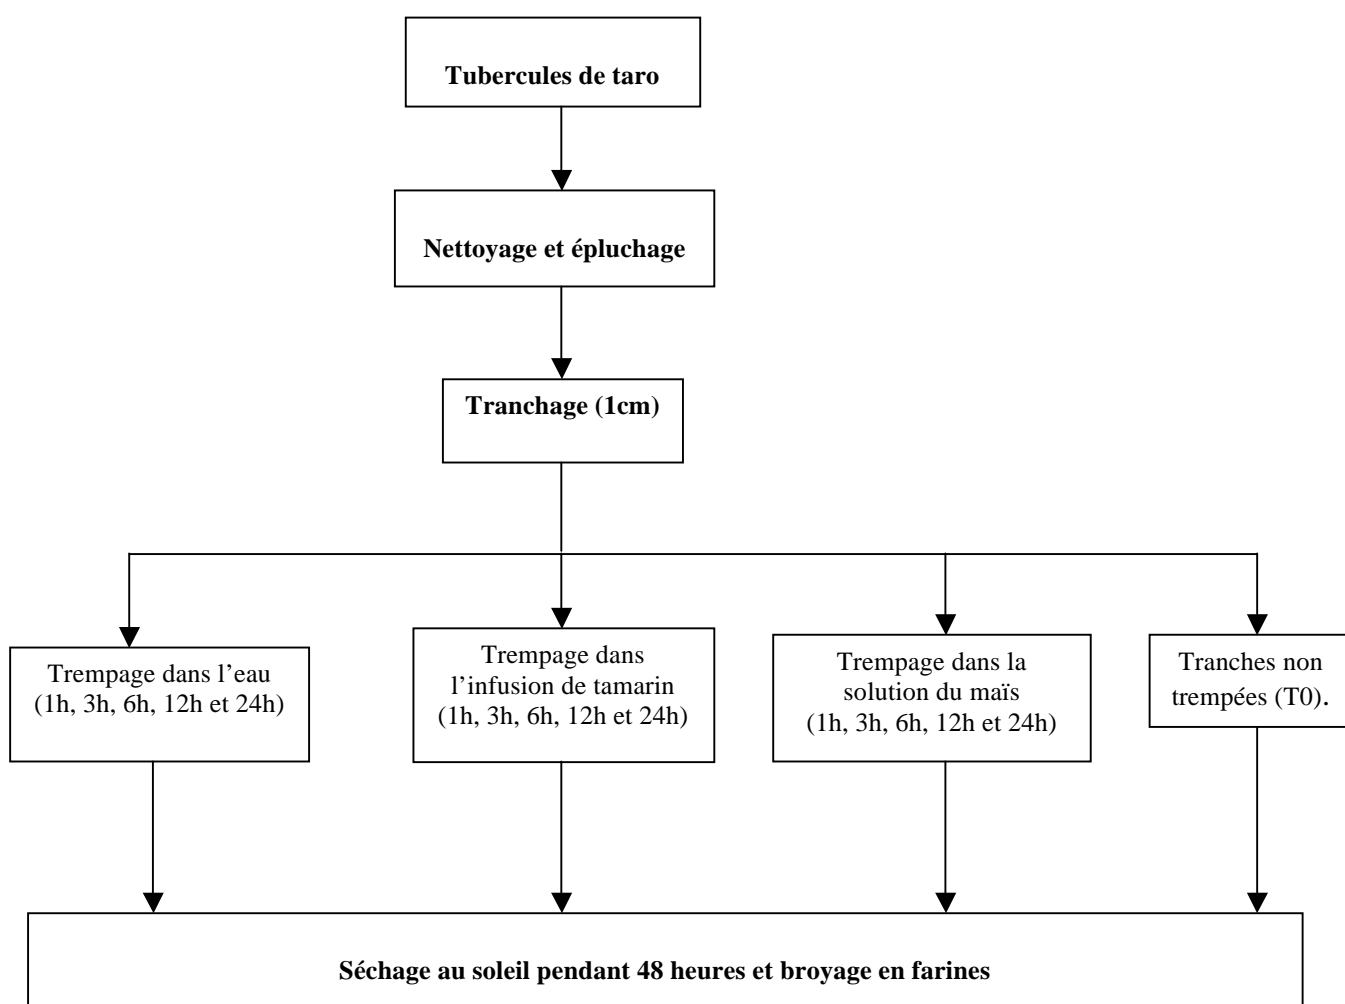 Tubercules de taro
Nettoyage et épluchage
Tranchage (1cm)
Trempage dans l’eau
(1h, 3h, 6h, 12h et 24h)
Trempage dans
l’infusion de tamarin
(1h, 3h, 6h, 12h et 24h)
Trempage dans la
solution du maïs
(1h, 3h, 6h, 12h et 24h)
Tranches non
trempées (T0).
Séchage au soleil pendant 48 heures et broyage en farines